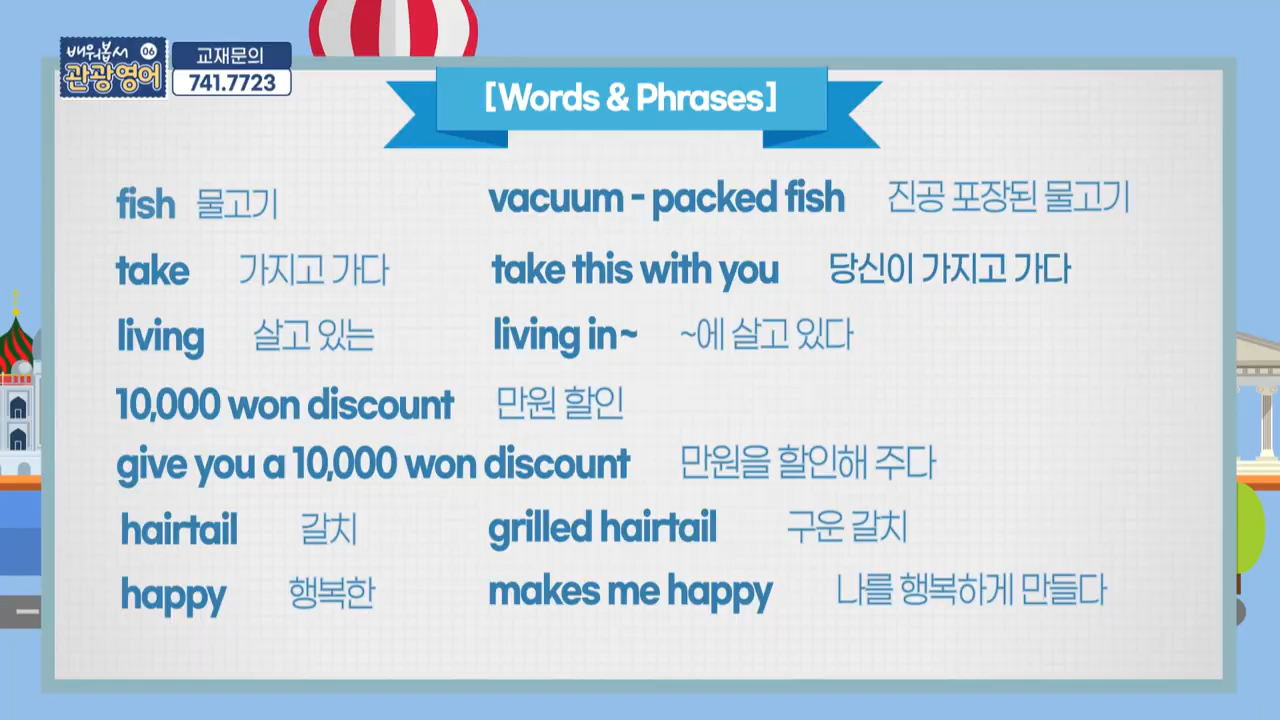 배워봅서 06
관광영어
교재문의
741.7723
[Words & Phrases]
fish 물고기 vacuum - packed fish 진공 포장된 물고기
take 가지고 가다 take this with you 당신이 가지고 가다
living 살고 있는 living in~ ~에 살고 있다
10,000 won discount 만원 할인
give you a 10,000 won discount 만원을 할인해 주다
hairtail 갈치 grilled hairtail 구운 갈치
happy 행복한 makes me happy 나를 행복하게 만들다